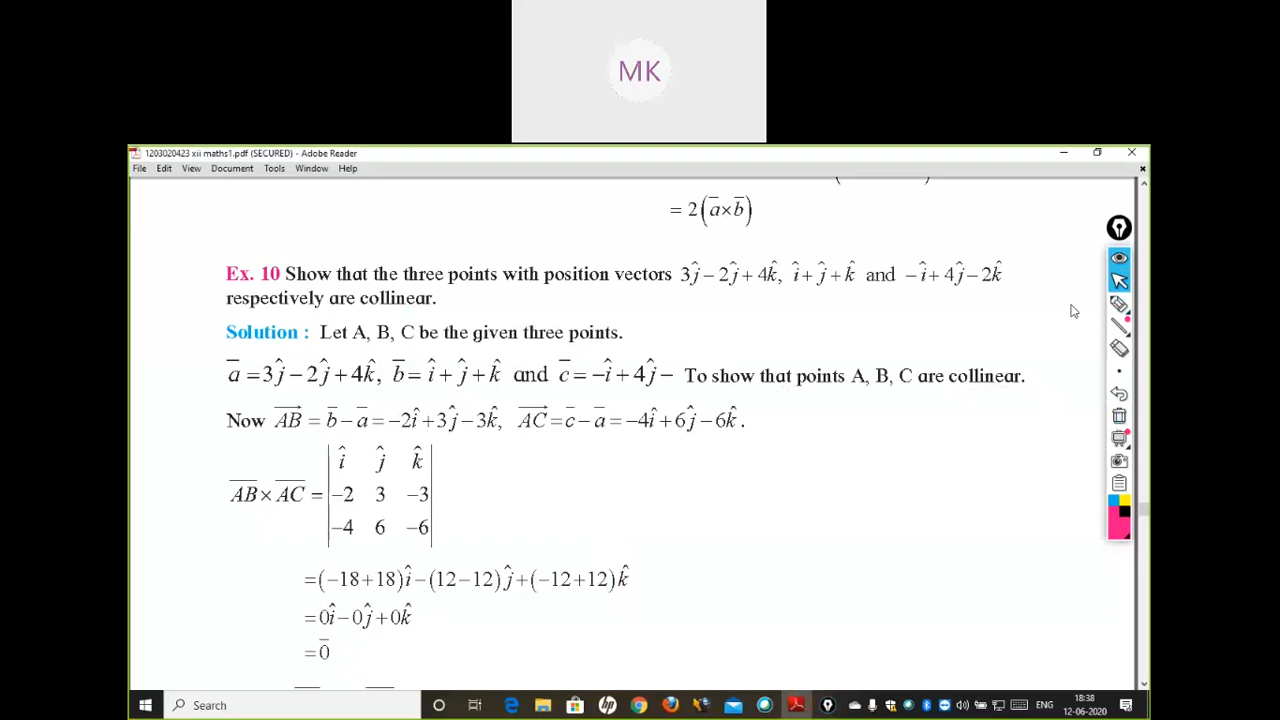 MK
1203020423 xii maths1.pdf (SECURED) - Adobe Reader
File Edit View Document Tools Window Help
= 2(a̅×b̅)
Ex. 10 Show that the three points with position vectors 3ĵ − 2ĵ + 4k̂, î + ĵ + k̂ and −î + 4ĵ − 2k̂
respectively are collinear.
Solution : Let A, B, C be the given three points.
a̅ = 3ĵ − 2ĵ + 4k̂, b̅ = î + ĵ + k̂ and c̅ = −î + 4ĵ − To show that points A, B, C are collinear.
Now AB⃗ = b̅ − a̅ = −2î + 3ĵ − 3k̂, AC⃗ = c̅ − a̅ = −4î + 6ĵ − 6k̂ .
î ĵ k̂
A̅B̅ × A̅C̅ = −2 3 −3
−4 6 −6
= (−18+18)î − (12−12)ĵ + (−12+12)k̂
= 0î − 0ĵ + 0k̂
= 0̅
Search
ENG
18:38
12-06-2020